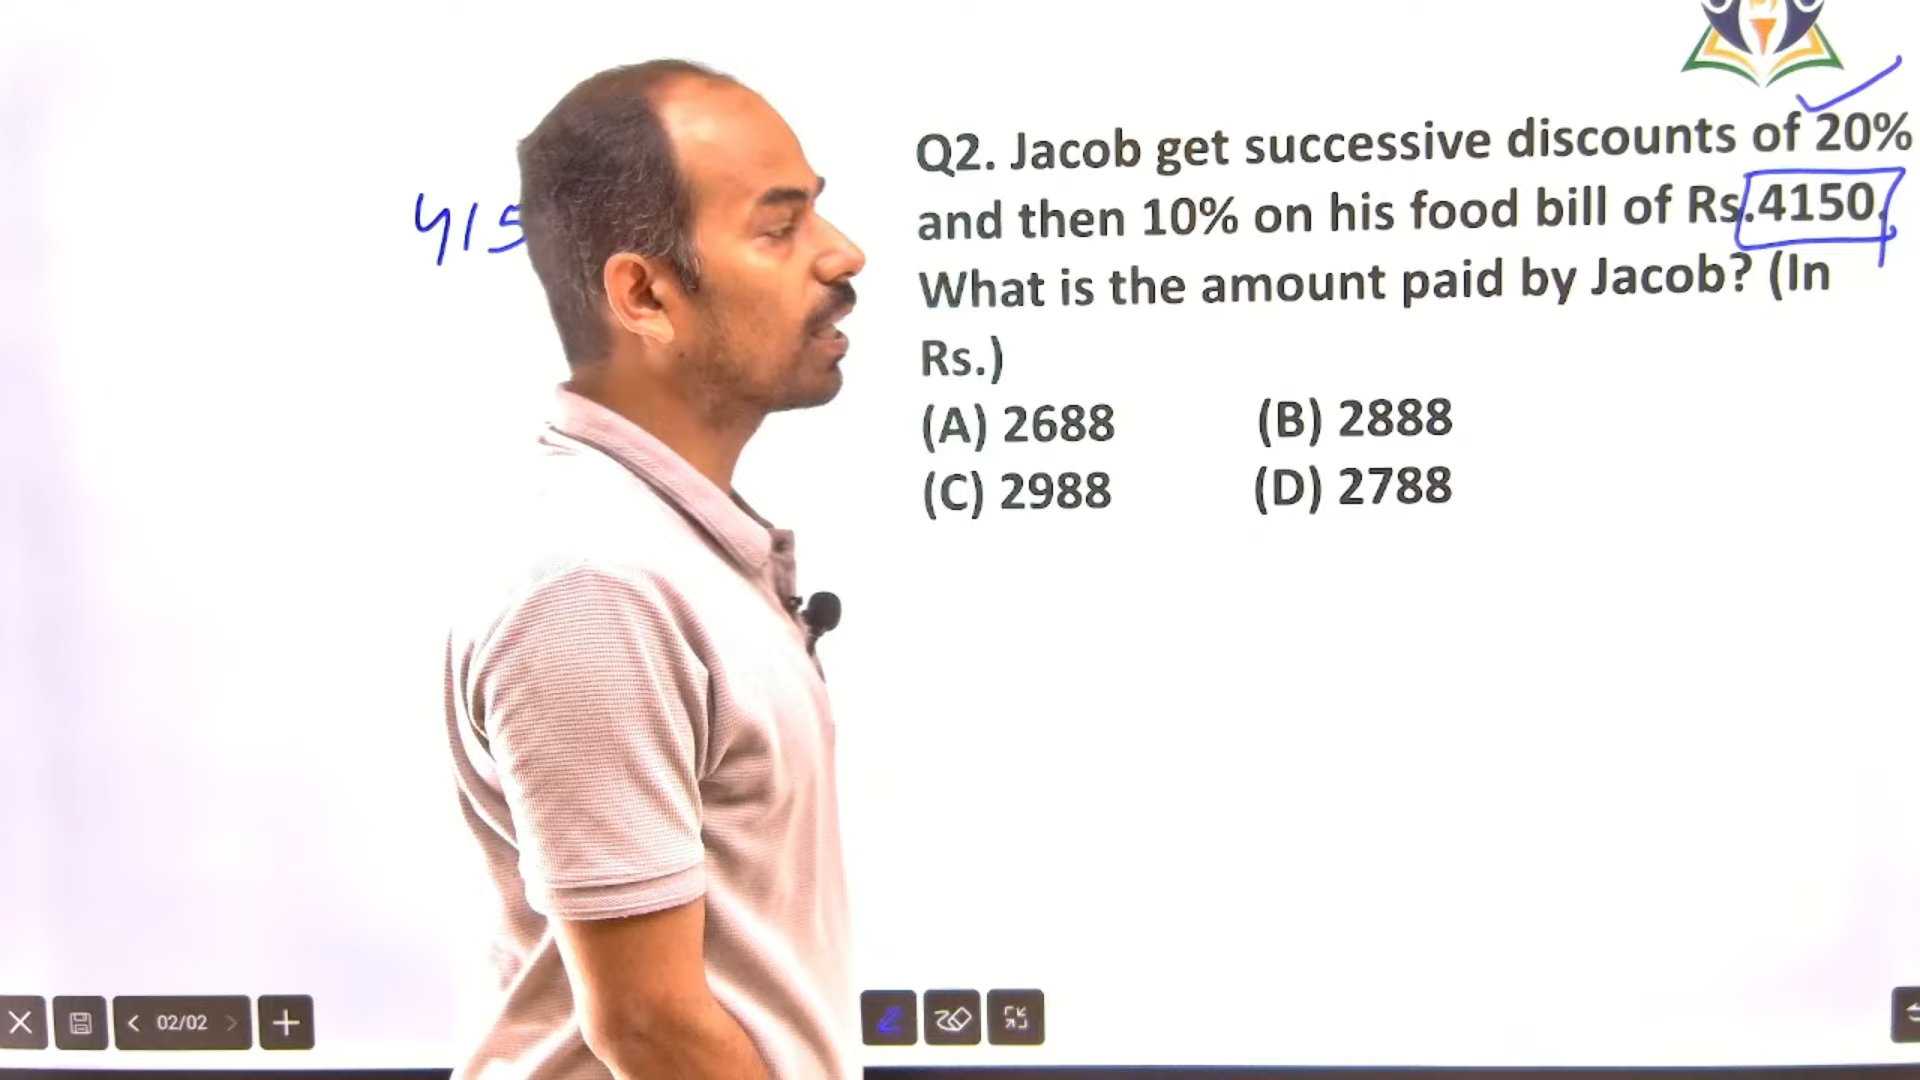 Q2. Jacob get successive discounts of 20%
and then 10% on his food bill of Rs.4150.
What is the amount paid by Jacob? (In
Rs.)
(A) 2688 (B) 2888
(C) 2988 (D) 2788
415
02/02